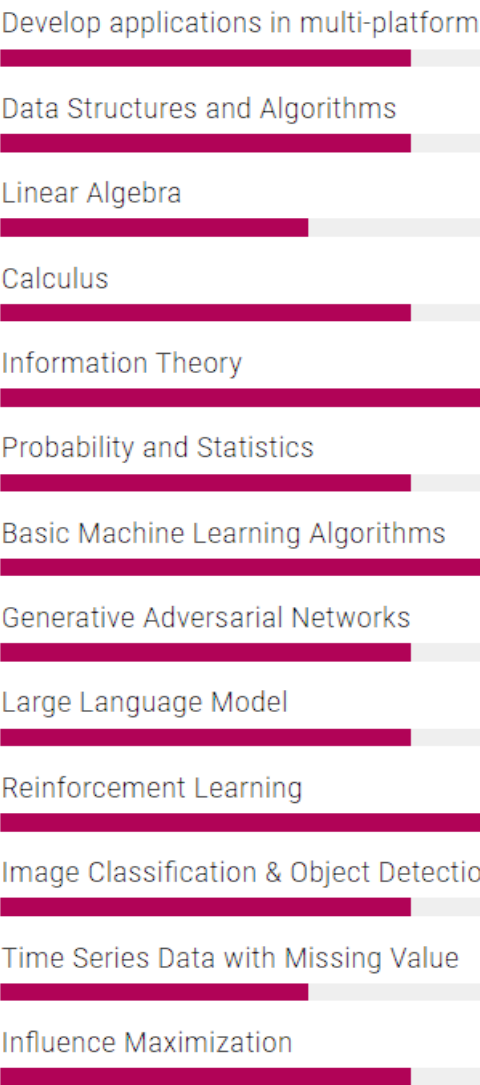 Develop applications in multi-platform
Data Structures and Algorithms
Linear Algebra
Calculus
Information Theory
Probability and Statistics
Basic Machine Learning Algorithms
Generative Adversarial Networks
Large Language Model
Reinforcement Learning
Image Classification & Object Detectio
Time Series Data with Missing Value
Influence Maximization